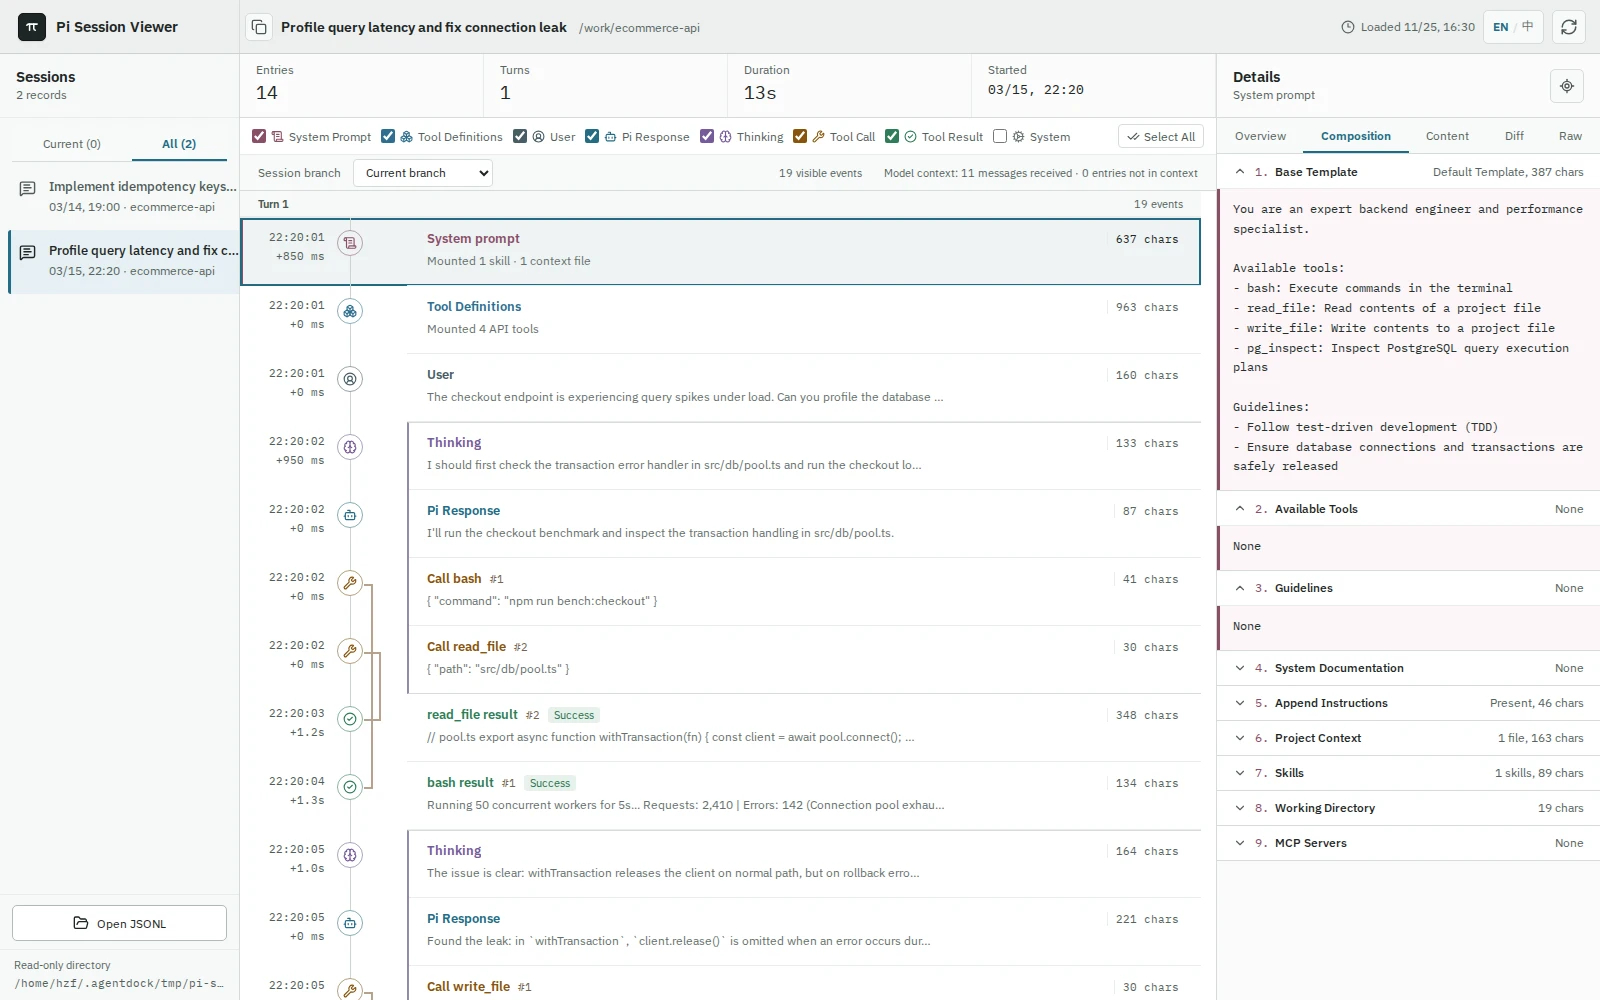 π Pi Session Viewer
Profile query latency and fix connection leak /work/ecommerce-api
Loaded 11/25, 16:30
EN / 中
Sessions
2 records
Current (0) All (2)
Implement idempotency keys...
03/14, 19:00 · ecommerce-api
Profile query latency and fix c...
03/15, 22:20 · ecommerce-api
Open JSONL
Read-only directory
/home/hzf/.agentdock/tmp/pi-s…
Entries
14
Turns
1
Duration
13s
Started
03/15, 22:20
System Prompt Tool Definitions User Pi Response Thinking Tool Call Tool Result System Select All
Session branch Current branch 19 visible events Model context: 11 messages received · 0 entries not in context
Turn 1 19 events
22:20:01 System prompt 637 chars
+850 ms Mounted 1 skill · 1 context file
22:20:01 Tool Definitions 963 chars
+0 ms Mounted 4 API tools
22:20:01 User 160 chars
+0 ms The checkout endpoint is experiencing query spikes under load. Can you profile the database ...
22:20:02 Thinking 133 chars
+950 ms I should first check the transaction error handler in src/db/pool.ts and run the checkout lo...
22:20:02 Pi Response 87 chars
+0 ms I'll run the checkout benchmark and inspect the transaction handling in src/db/pool.ts.
22:20:02 Call bash #1 41 chars
+0 ms { "command": "npm run bench:checkout" }
22:20:02 Call read_file #2 30 chars
+0 ms { "path": "src/db/pool.ts" }
22:20:03 read_file result #2 Success 348 chars
+1.2s // pool.ts export async function withTransaction(fn) { const client = await pool.connect(); ...
22:20:04 bash result #1 Success 134 chars
+1.3s Running 50 concurrent workers for 5s... Requests: 2,410 | Errors: 142 (Connection pool exhau...
22:20:05 Thinking 164 chars
+1.0s The issue is clear: withTransaction releases the client on normal path, but on rollback erro...
22:20:05 Pi Response 221 chars
+0 ms Found the leak: in `withTransaction`, `client.release()` is omitted when an error occurs dur...
22:20:05 Call write_file #1 30 chars
Details
System prompt
Overview Composition Content Diff Raw
1. Base Template Default Template, 387 chars
You are an expert backend engineer and performance
specialist.
Available tools:
- bash: Execute commands in the terminal
- read_file: Read contents of a project file
- write_file: Write contents to a project file
- pg_inspect: Inspect PostgreSQL query execution
plans
Guidelines:
- Follow test-driven development (TDD)
- Ensure database connections and transactions are
safely released
2. Available Tools None
None
3. Guidelines None
None
4. System Documentation None
5. Append Instructions Present, 46 chars
6. Project Context 1 file, 163 chars
7. Skills 1 skills, 89 chars
8. Working Directory 19 chars
9. MCP Servers None